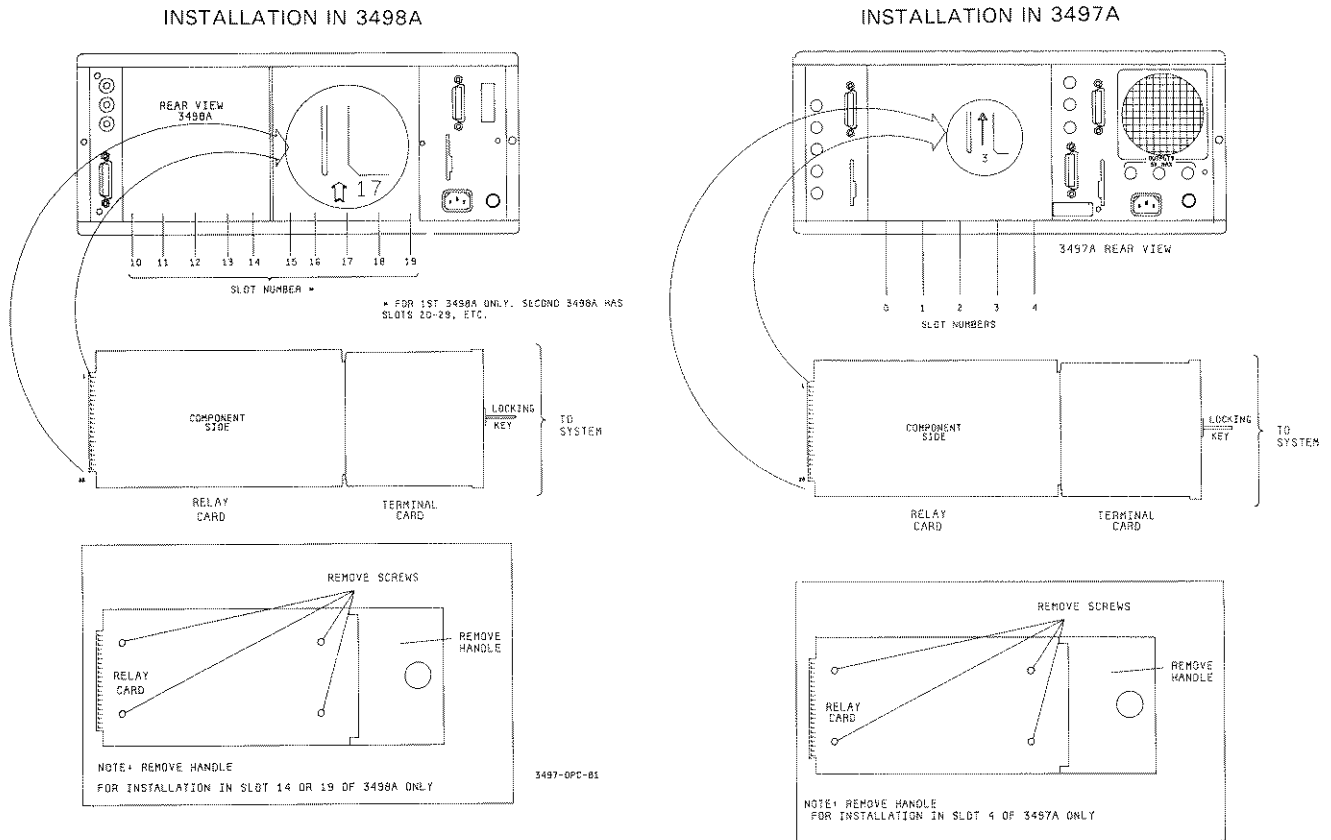 INSTALLATION IN 3498A
REAR VIEW
3498A
17
10 11 12 13 14 15 16 17 18 19
SLOT NUMBER *
* FOR 1ST 3498A ONLY. SECOND 3498A HAS
SLOTS 20-29, ETC.
COMPONENT
SIDE
LOCKING
KEY
TO
SYSTEM
RELAY
CARD
TERMINAL
CARD
REMOVE SCREWS
REMOVE
HANDLE
RELAY
CARD
NOTE: REMOVE HANDLE
FOR INSTALLATION IN SLOT 14 OR 19 OF 3498A ONLY
3497-OPC-81
INSTALLATION IN 3497A
3
3497A REAR VIEW
0 1 2 3 4
SLOT NUMBERS
COMPONENT
SIDE
LOCKING
KEY
TO
SYSTEM
RELAY
CARD
TERMINAL
CARD
REMOVE SCREWS
REMOVE
HANDLE
RELAY
CARD
NOTE: REMOVE HANDLE
FOR INSTALLATION IN SLOT 4 OF 3497A ONLY